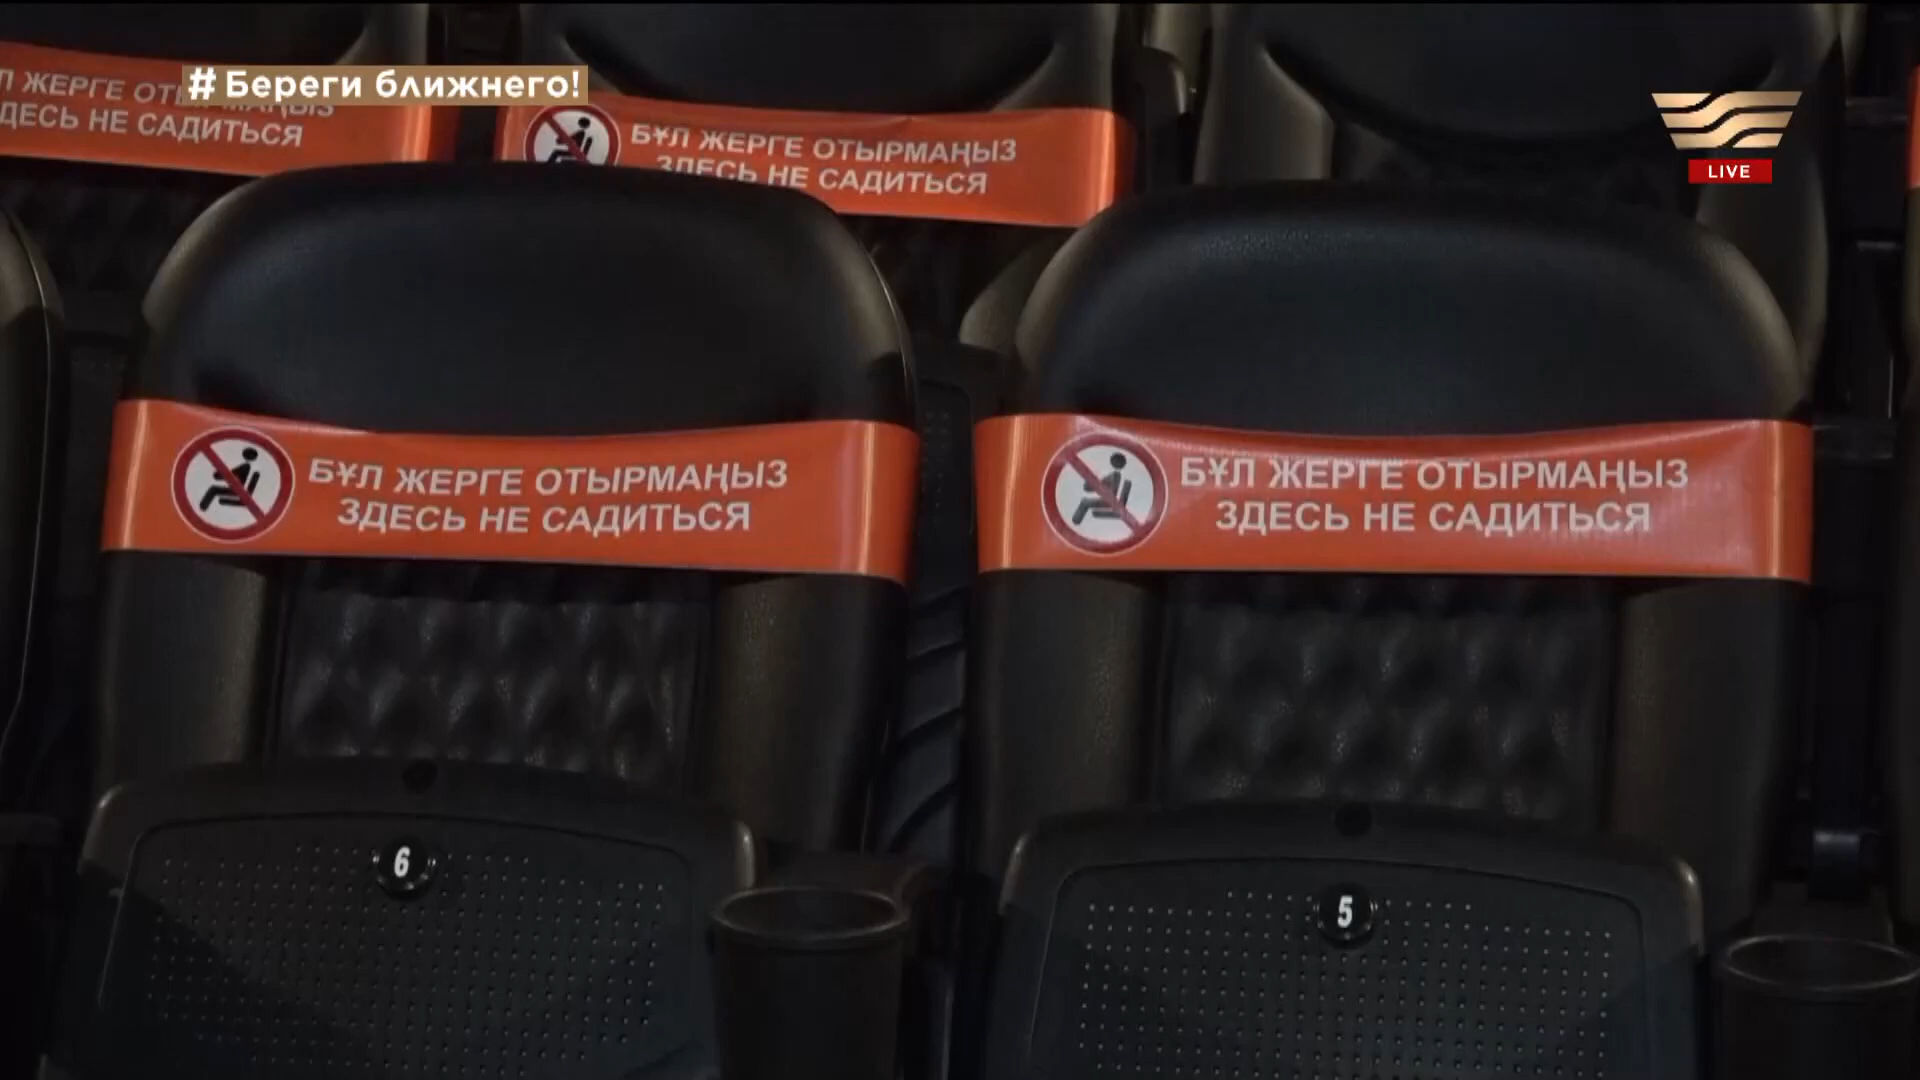 # Береги ближнего!
LIVE
ЖЕРГЕ
ЗДЕСЬ НЕ САДИТЬСЯ
БҰЛ ЖЕРГЕ ОТЫРМАҢЫЗ
ЗДЕСЬ НЕ САДИТЬСЯ
БҰЛ ЖЕРГЕ ОТЫРМАҢЫЗ
ЗДЕСЬ НЕ САДИТЬСЯ
БҰЛ ЖЕРГЕ ОТЫРМАҢЫЗ
ЗДЕСЬ НЕ САДИТЬСЯ
6
5